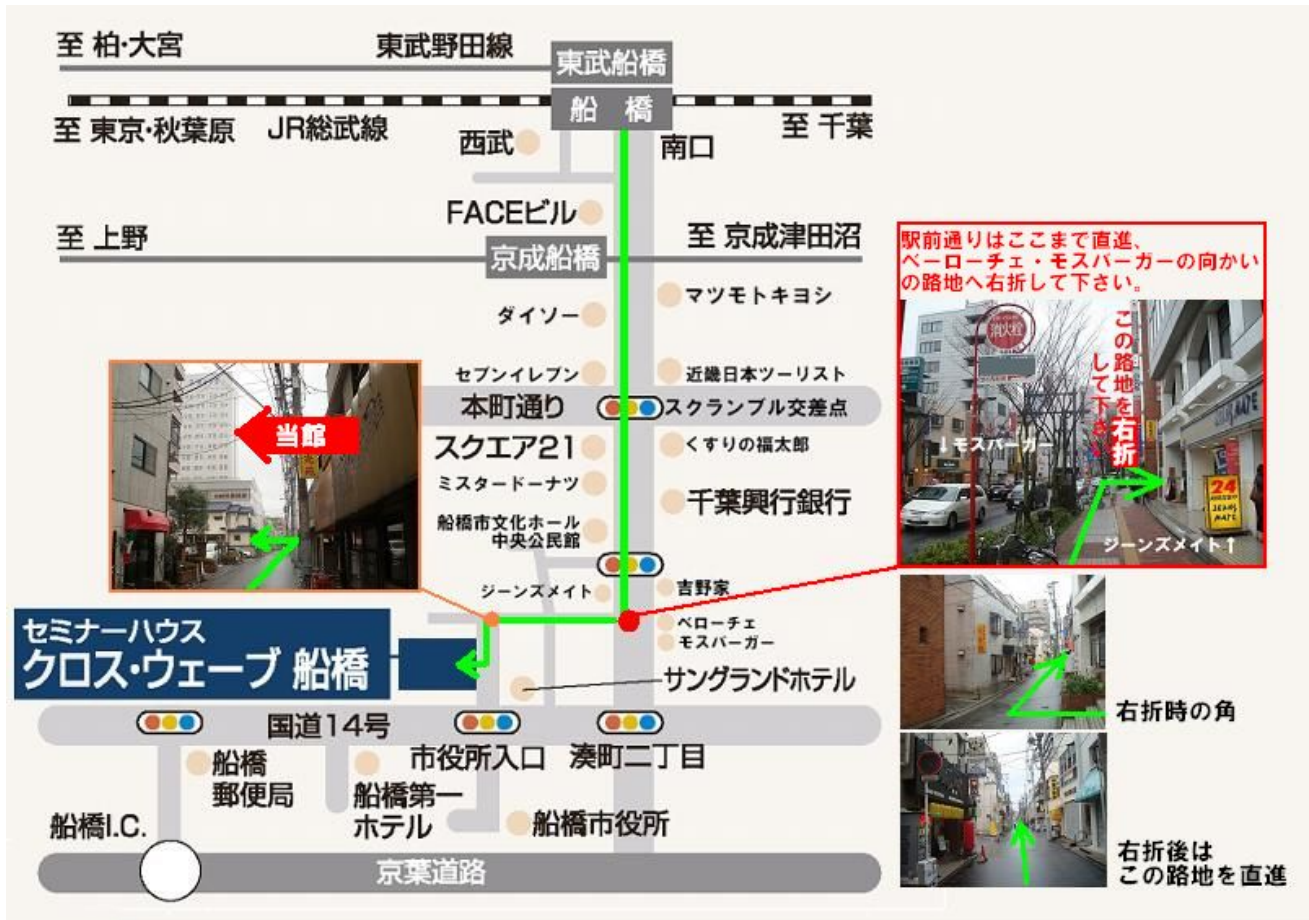 至 柏・大宮
東武野田線
東武船橋
船 橋
至 東京・秋葉原
JR総武線
至 千葉
西武
南口
FACEビル
至 上野
京成船橋
至 京成津田沼
ダイソー
マツモトキヨシ
セブンイレブン
近畿日本ツーリスト
本町通り
スクランブル交差点
スクエア21
くすりの福太郎
ミスタードーナツ
千葉興行銀行
船橋市文化ホール
中央公民館
ジーンズメイト
吉野家
ベローチェ
モスバーガー
サングランドホテル
当館
セミナーハウス
クロス・ウェーブ 船橋
国道14号
市役所入口
湊町二丁目
船橋
郵便局
船橋第一
ホテル
船橋市役所
船橋I.C.
京葉道路
駅前通りはここまで直進、
ベーローチェ・モスバーガーの向かい
の路地へ右折して下さい。
消火栓
この路地を右折
して下さい
↓モスバーガー
24
JEANS
MATE
ジーンズメイト↑
右折時の角
右折後は
この路地を直進